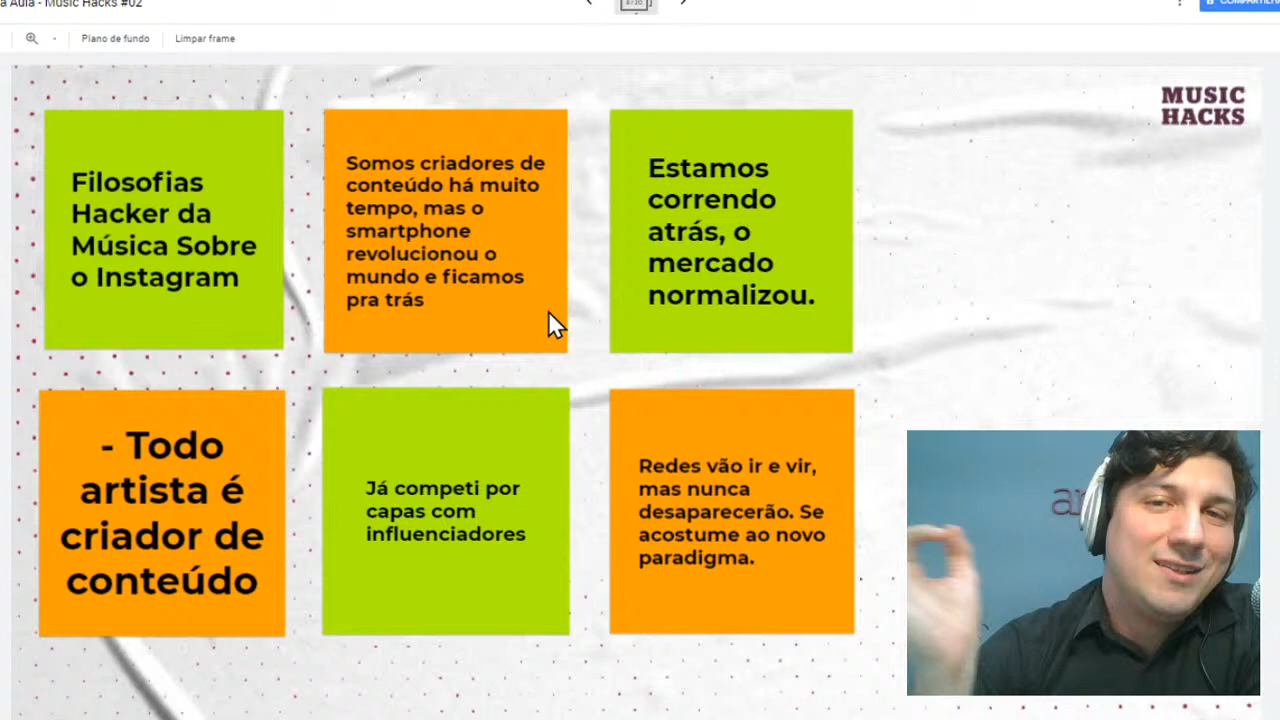 a Aula - Music Hacks #02
Plano de fundo
Limpar frame
MUSIC
HACKS
Filosofias
Hacker da
Música Sobre
o Instagram
Somos criadores de
conteúdo há muito
tempo, mas o
smartphone
revolucionou o
mundo e ficamos
pra trás
Estamos
correndo
atrás, o
mercado
normalizou.
- Todo
artista é
criador de
conteúdo
Já competi por
capas com
influenciadores
Redes vão ir e vir,
mas nunca
desaparecerão. Se
acostume ao novo
paradigma.